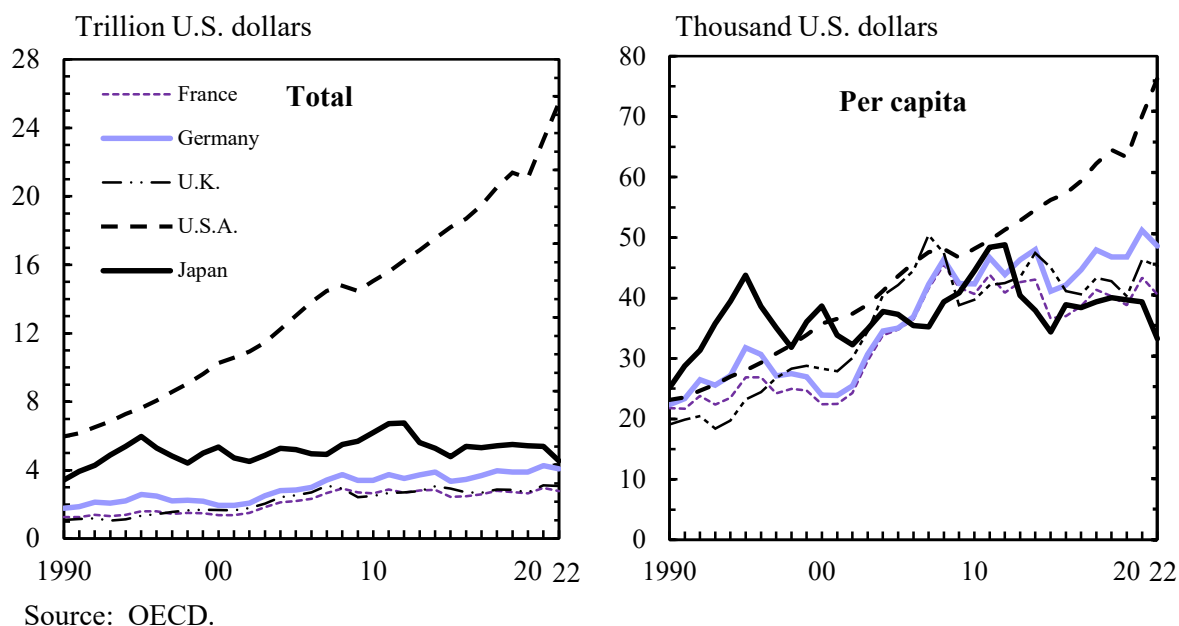 Trillion U.S. dollars
28
24
20
16
12
8
4
0
Total
France
Germany
U.K.
U.S.A.
Japan
1990 00 10 20 22
Thousand U.S. dollars
80
70
60
50
40
30
20
10
0
Per capita
1990 00 10 20 22
Source: OECD.